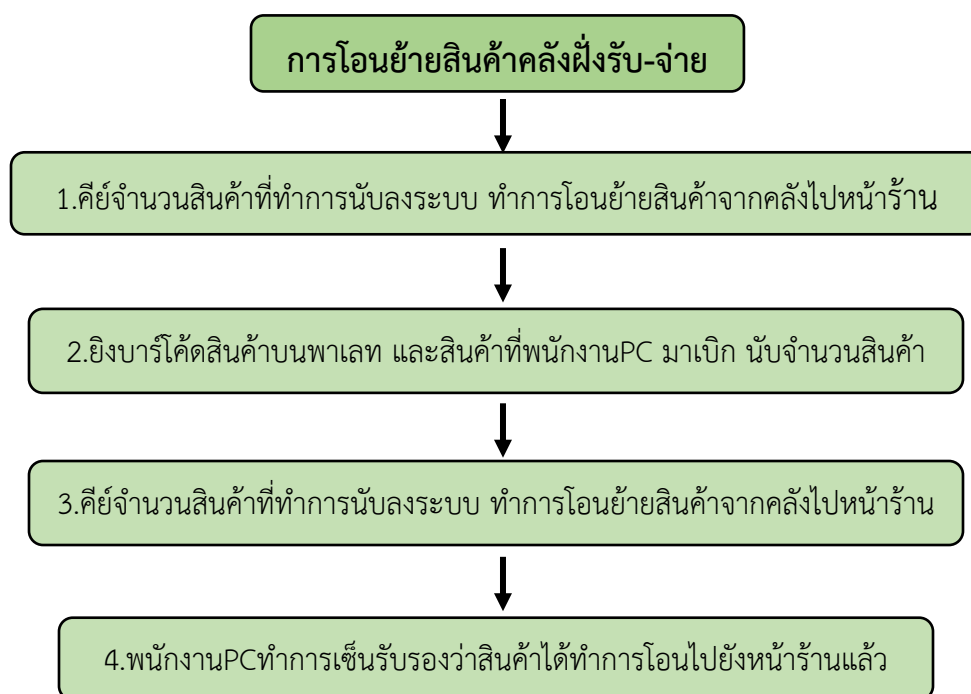 การโอนย้ายสินค้าคลังฝั่งรับ-จ่าย
1.คีย์จำนวนสินค้าที่ทำการนับลงระบบ ทำการโอนย้ายสินค้าจากคลังไปหน้าร้าน
2.ยิงบาร์โค้ดสินค้าบนพาเลท และสินค้าที่พนักงานPC มาเบิก นับจำนวนสินค้า
3.คีย์จำนวนสินค้าที่ทำการนับลงระบบ ทำการโอนย้ายสินค้าจากคลังไปหน้าร้าน
4.พนักงานPCทำการเซ็นรับรองว่าสินค้าได้ทำการโอนไปยังหน้าร้านแล้ว